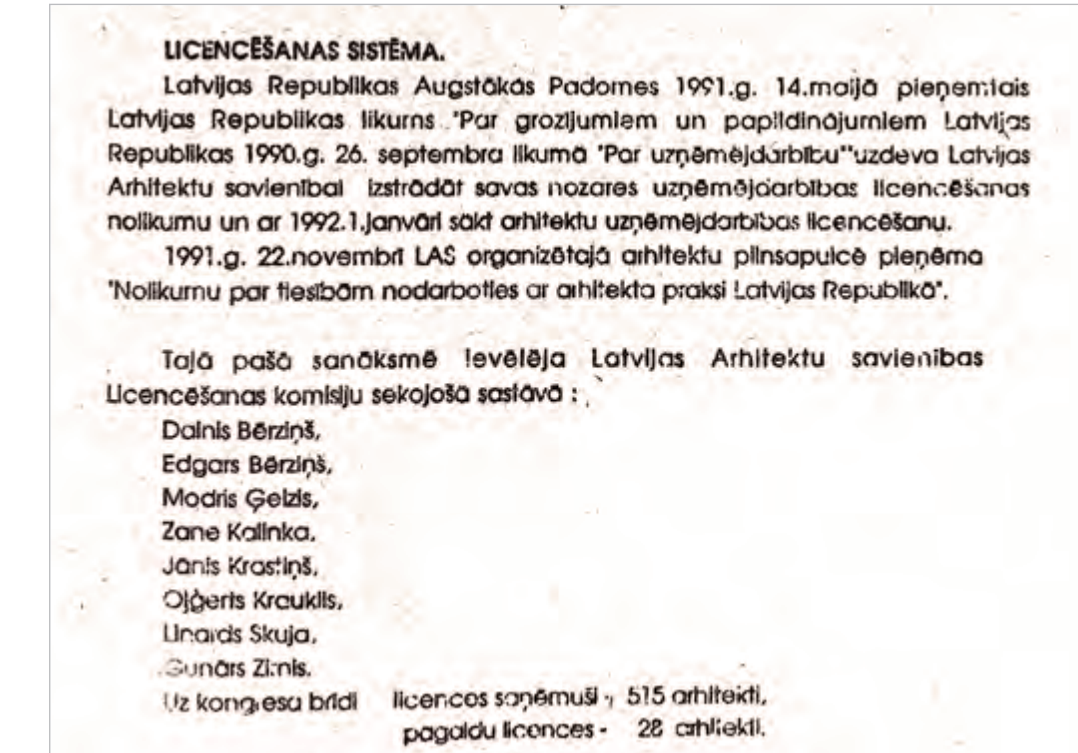 LICENCĒŠANAS SISTĒMA.
Latvijas Republikas Augstākās Padomes 1991.g. 14.maijā pieņemtais
Latvijas Republikas likums "Par grozījumiem un papildinājumiem Latvijas
Republikas 1990.g. 26. septembra likumā "Par uzņēmējdarbību""uzdeva Latvijas
Arhitektu savienībai izstrādāt savas nozares uzņēmējdarbības licencēšanas
nolikumu un ar 1992.1.janvāri sākt arhitektu uzņēmējdarbības licencēšanu.
1991.g. 22.novembrī LAS organizētajā arhitektu pilnsapulcē pieņēma
"Nolikumu par tiesībām nodarboties ar arhitekta praksi Latvijas Republikā".
Tajā pašā sanāksmē ievēlēja Latvijas Arhitektu savienības
Licencēšanas komisiju sekojošā sastāvā :
Dainis Bērziņš,
Edgars Bērziņš,
Modris Ģelzis,
Zane Kalinka,
Jānis Krastiņš,
Oļģerts Krauklis,
Linards Skuja,
Gunārs Zirnis.
Uz kongresa brīdi licences saņēmuši - 515 arhitekti,
pagaidu licences - 28 arhitekti.